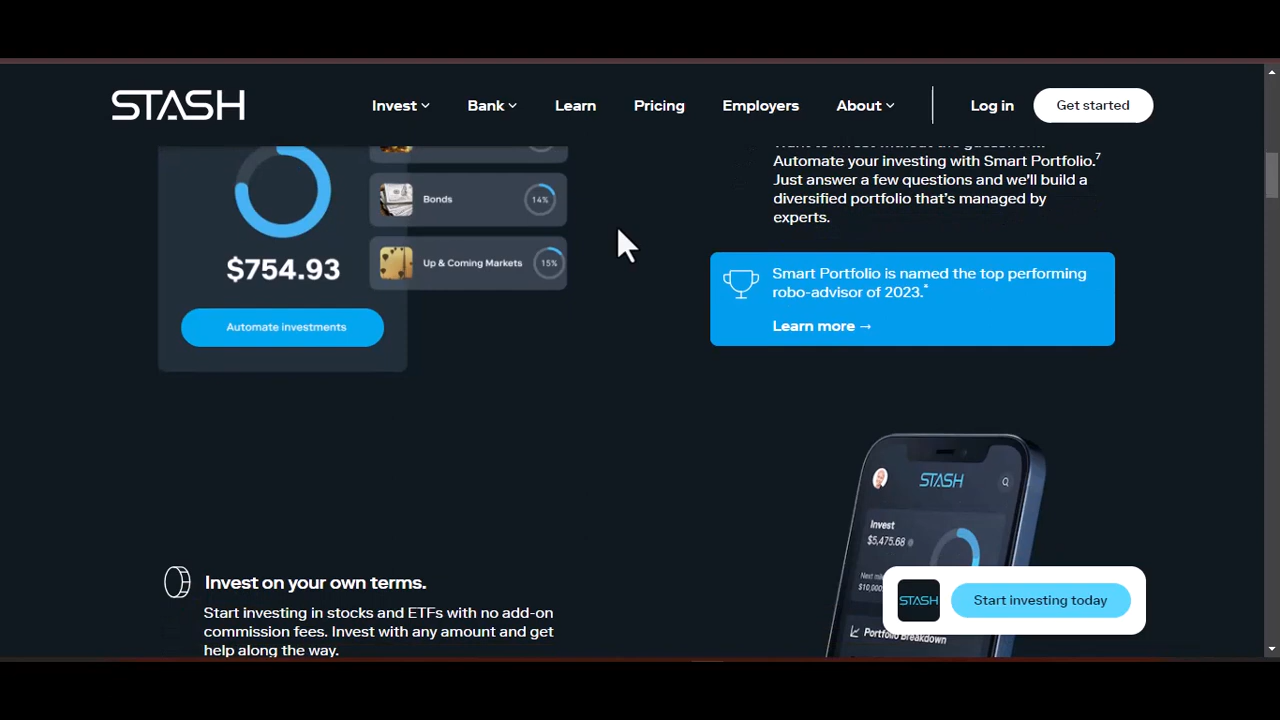 STASH
Invest
Bank
Learn
Pricing
Employers
About
Log in
Get started
Automate your investing with Smart Portfolio.7
Just answer a few questions and we'll build a
diversified portfolio that's managed by
experts.
Bonds
14%
$754.93
Up & Coming Markets
15%
Automate investments
Smart Portfolio is named the top performing
robo-advisor of 2023.*
Learn more →
STASH
Invest
$5,475.68
$10,000
Portfolio Breakdown
STASH
Start investing today
Invest on your own terms.
Start investing in stocks and ETFs with no add-on
commission fees. Invest with any amount and get
help along the way.